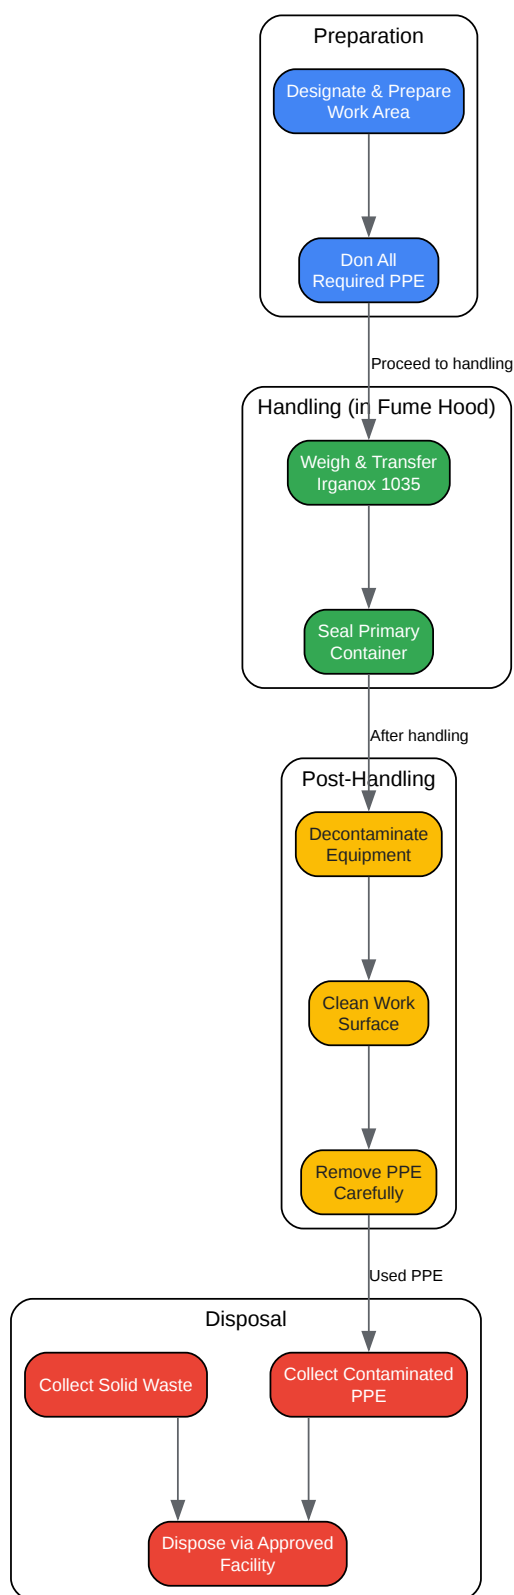 Preparation
Designate & Prepare
Work Area
Don All
Required PPE
Proceed to handling
Handling (in Fume Hood)
Weigh & Transfer
Irganox 1035
Seal Primary
Container
After handling
Post-Handling
Decontaminate
Equipment
Clean Work
Surface
Remove PPE
Carefully
Used PPE
Disposal
Collect Solid Waste
Collect Contaminated
PPE
Dispose via Approved
Facility